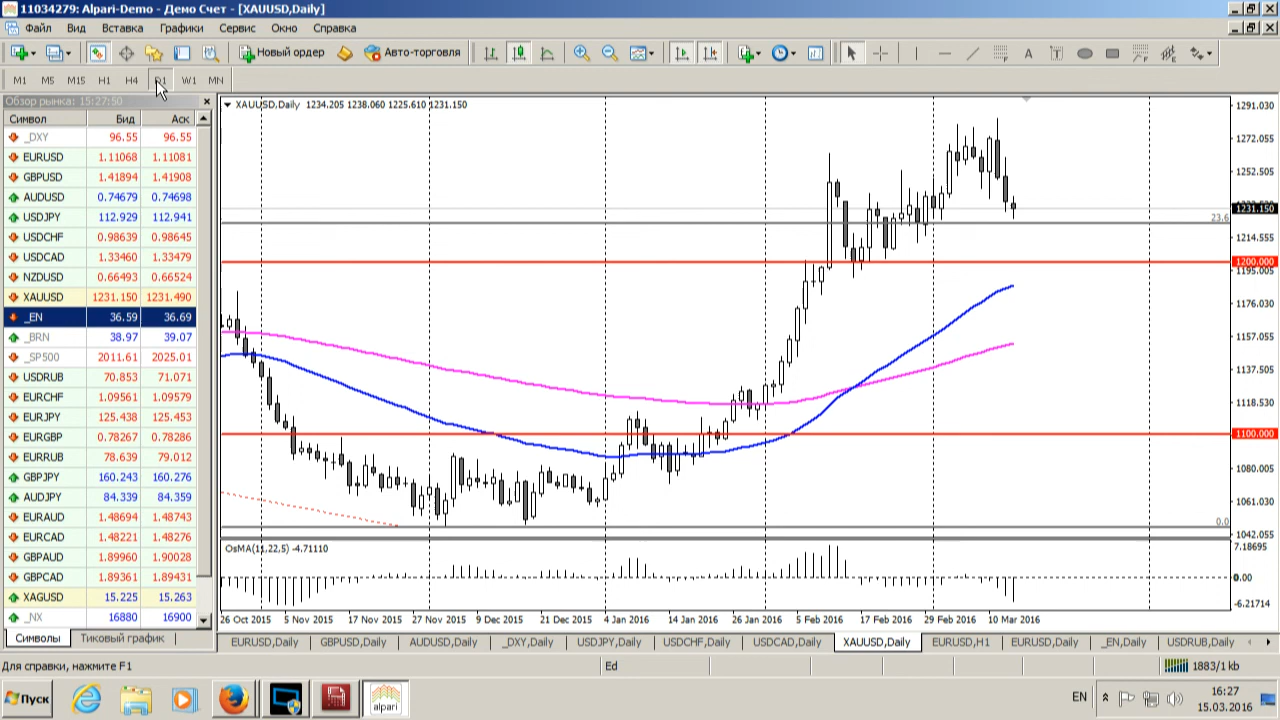 11034279: Alpari-Demo - Демо Счет - [XAUUSD,Daily]
Файл Вид Вставка Графики Сервис Окно Справка
Новый ордер Авто-торговля
A T
M1 M5 M15 H1 H4 D1 W1 MN
Обзор рынка: 15:27:50
Символ Бид Аск
_DXY 96.55 96.55
EURUSD 1.11068 1.11081
GBPUSD 1.41894 1.41908
AUDUSD 0.74679 0.74698
USDJPY 112.929 112.941
USDCHF 0.98639 0.98645
USDCAD 1.33460 1.33479
NZDUSD 0.66493 0.66524
XAUUSD 1231.150 1231.490
_EN 36.59 36.69
_BRN 38.97 39.07
_SP500 2011.61 2025.01
USDRUB 70.853 71.071
EURCHF 1.09561 1.09579
EURJPY 125.438 125.453
EURGBP 0.78267 0.78286
EURRUB 78.639 79.012
GBPJPY 160.243 160.276
AUDJPY 84.339 84.359
EURAUD 1.48694 1.48743
EURCAD 1.48221 1.48276
GBPAUD 1.89960 1.90028
GBPCAD 1.89361 1.89431
XAGUSD 15.225 15.263
_NX 16880 16900
Символы Тиковый график
XAUUSD,Daily 1234.205 1238.060 1225.610 1231.150
1291.030
1272.055
1252.505
1231.150
23.6
1214.555
1200.000
1195.005
1176.030
1157.055
1137.505
1118.530
1100.000
1080.005
1061.030
0.0
1042.055
OsMA(11,22,5) -4.71110
7.18695
0.00
-6.21714
26 Oct 2015 5 Nov 2015 17 Nov 2015 27 Nov 2015 9 Dec 2015 21 Dec 2015 4 Jan 2016 14 Jan 2016 26 Jan 2016 5 Feb 2016 17 Feb 2016 29 Feb 2016 10 Mar 2016
EURUSD,Daily GBPUSD,Daily AUDUSD,Daily _DXY,Daily USDJPY,Daily USDCHF,Daily USDCAD,Daily XAUUSD,Daily EURUSD,H1 EURUSD,Daily _EN,Daily USDRUB,Daily
Для справки, нажмите F1 Ed 1883/1 kb
Пуск alpari EN 16:27
15.03.2016